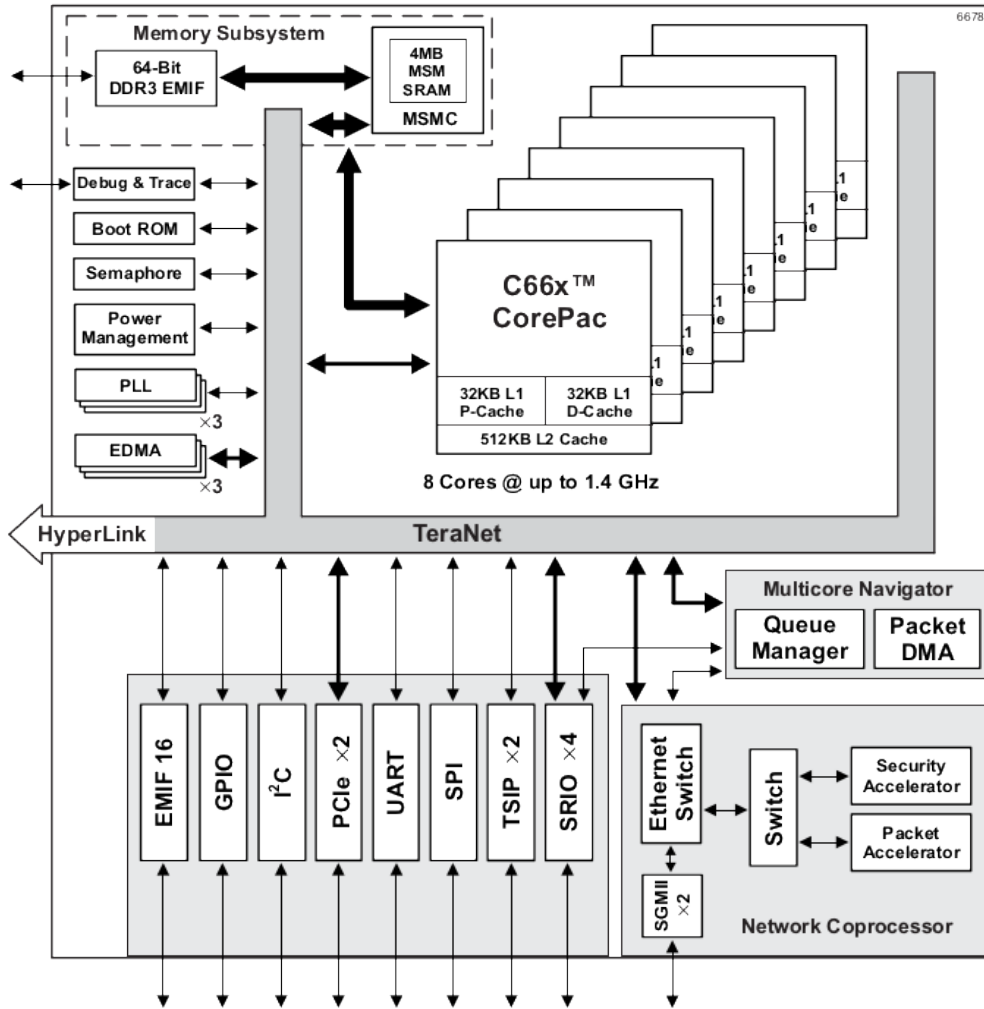 6678
Memory Subsystem
64-Bit
DDR3 EMIF
4MB
MSM
SRAM
MSMC
Debug & Trace
Boot ROM
Semaphore
Power
Management
PLL
×3
EDMA
×3
C66x™
CorePac
32KB L1
P-Cache
32KB L1
D-Cache
512KB L2 Cache
8 Cores @ up to 1.4 GHz
HyperLink
TeraNet
Multicore Navigator
Queue
Manager
Packet
DMA
EMIF 16
GPIO
I²C
PCIe ×2
UART
SPI
TSIP ×2
SRIO ×4
Ethernet
Switch
Switch
Security
Accelerator
Packet
Accelerator
SGMII
×2
Network Coprocessor